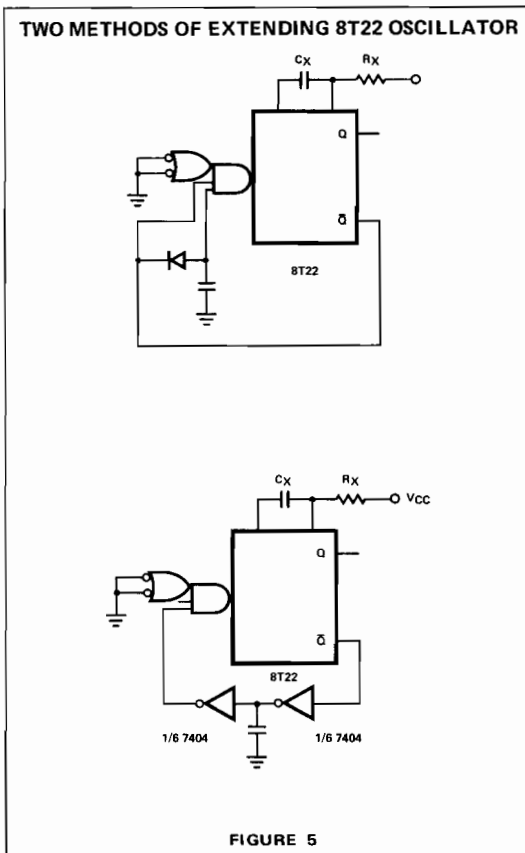 TWO METHODS OF EXTENDING 8T22 OSCILLATOR
CX RX
Q
Q̅
8T22
CX RX VCC
Q
Q̅
8T22
1/6 7404 1/6 7404
FIGURE 5